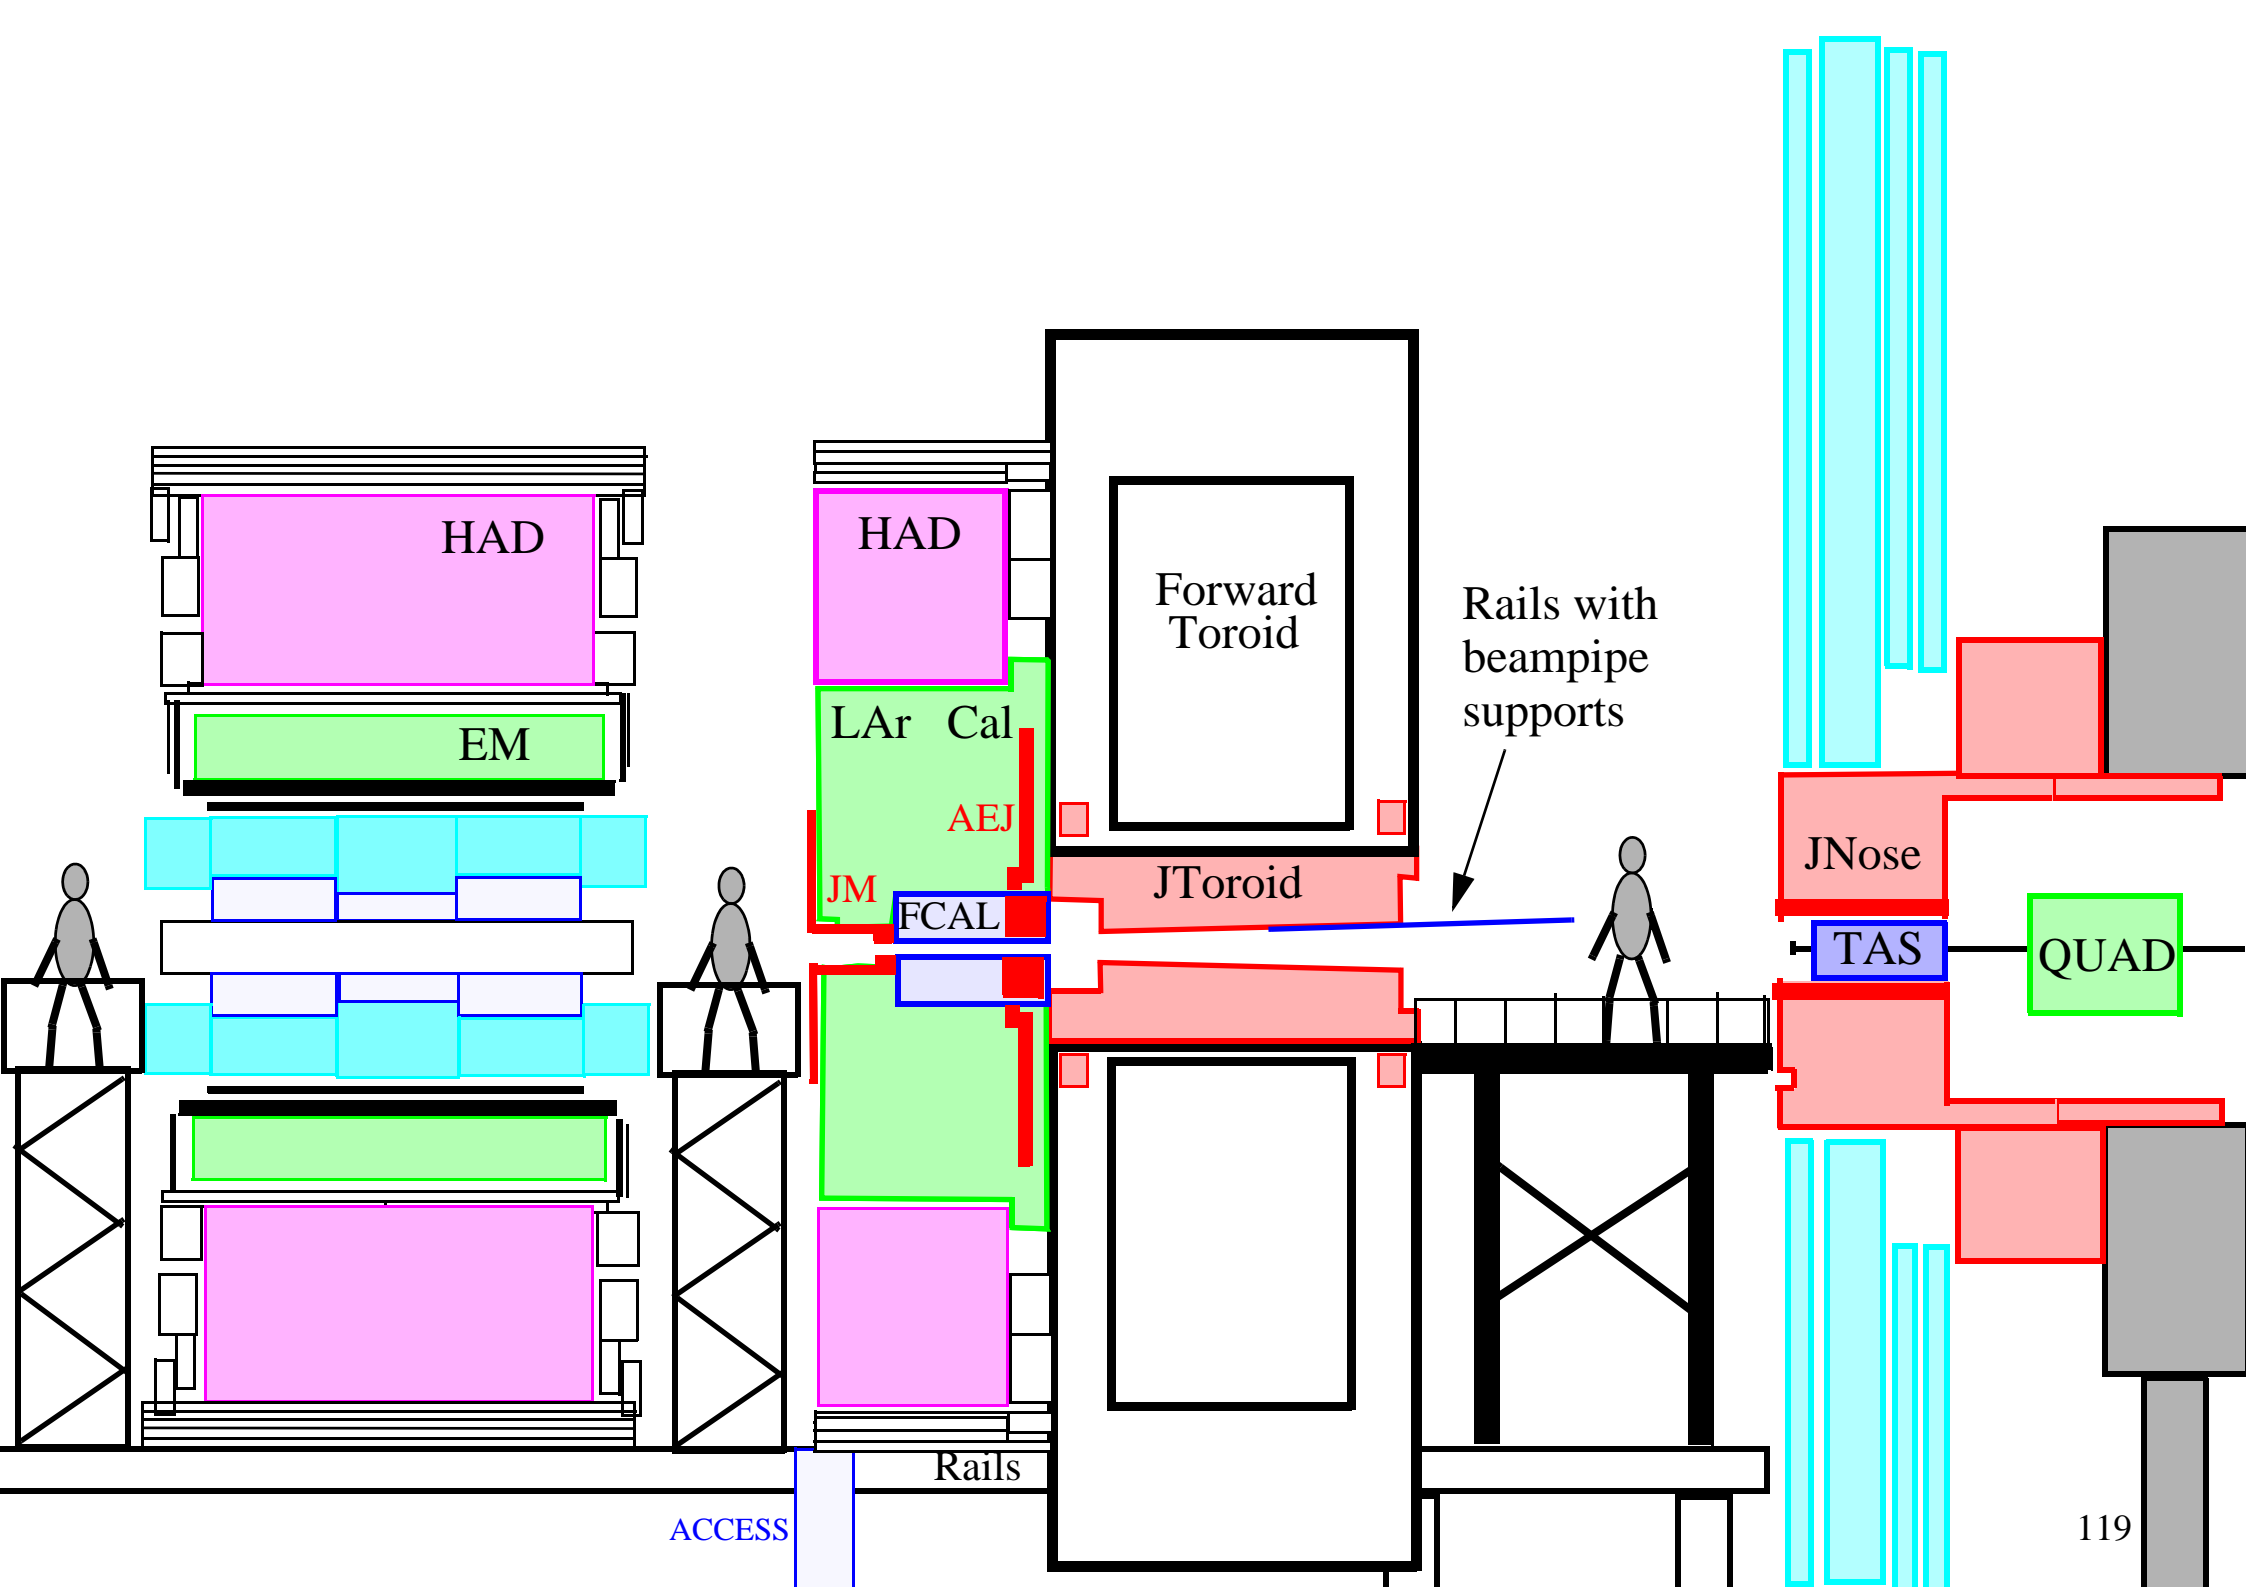 HAD
HAD
Forward
Toroid
Rails with
beampipe
supports
EM
LAr Cal
AEJ
JM
FCAL
JToroid
JNose
TAS
QUAD
Rails
ACCESS
119